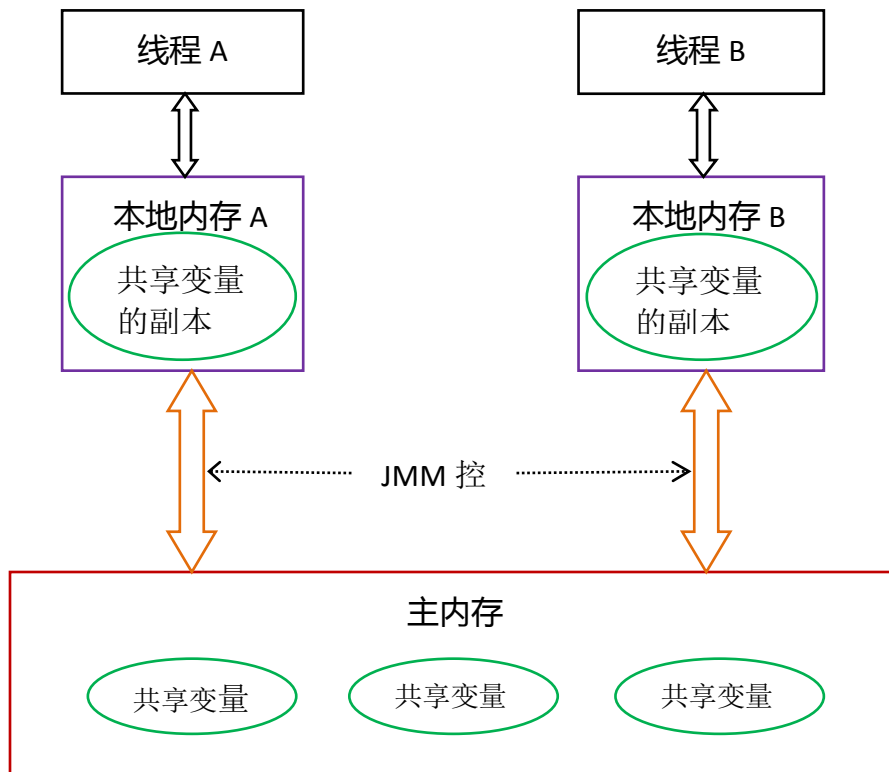 线程 A
线程 B
本地内存 A
本地内存 B
共享变量
的副本
共享变量
的副本
JMM 控
主内存
共享变量
共享变量
共享变量